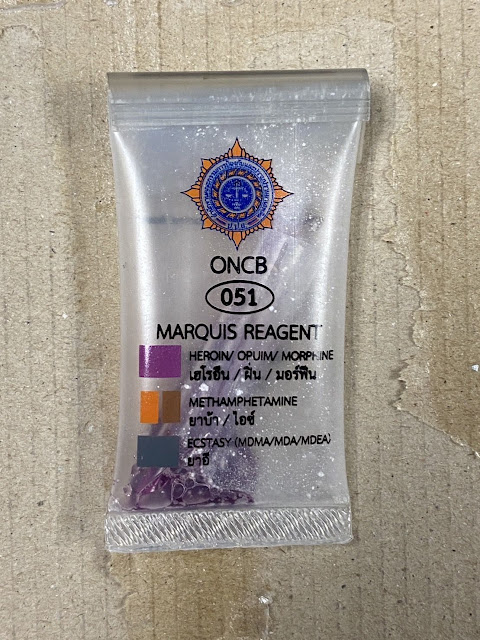 ONCB
051
MARQUIS REAGENT
HEROIN/ OPUIM/ MORPHINE
เฮโรอีน / ฝิ่น / มอร์ฟีน
METHAMPHETAMINE
ยาบ้า / ไอซ์
ECSTASY (MDMA/MDA/MDEA)
ยาอี